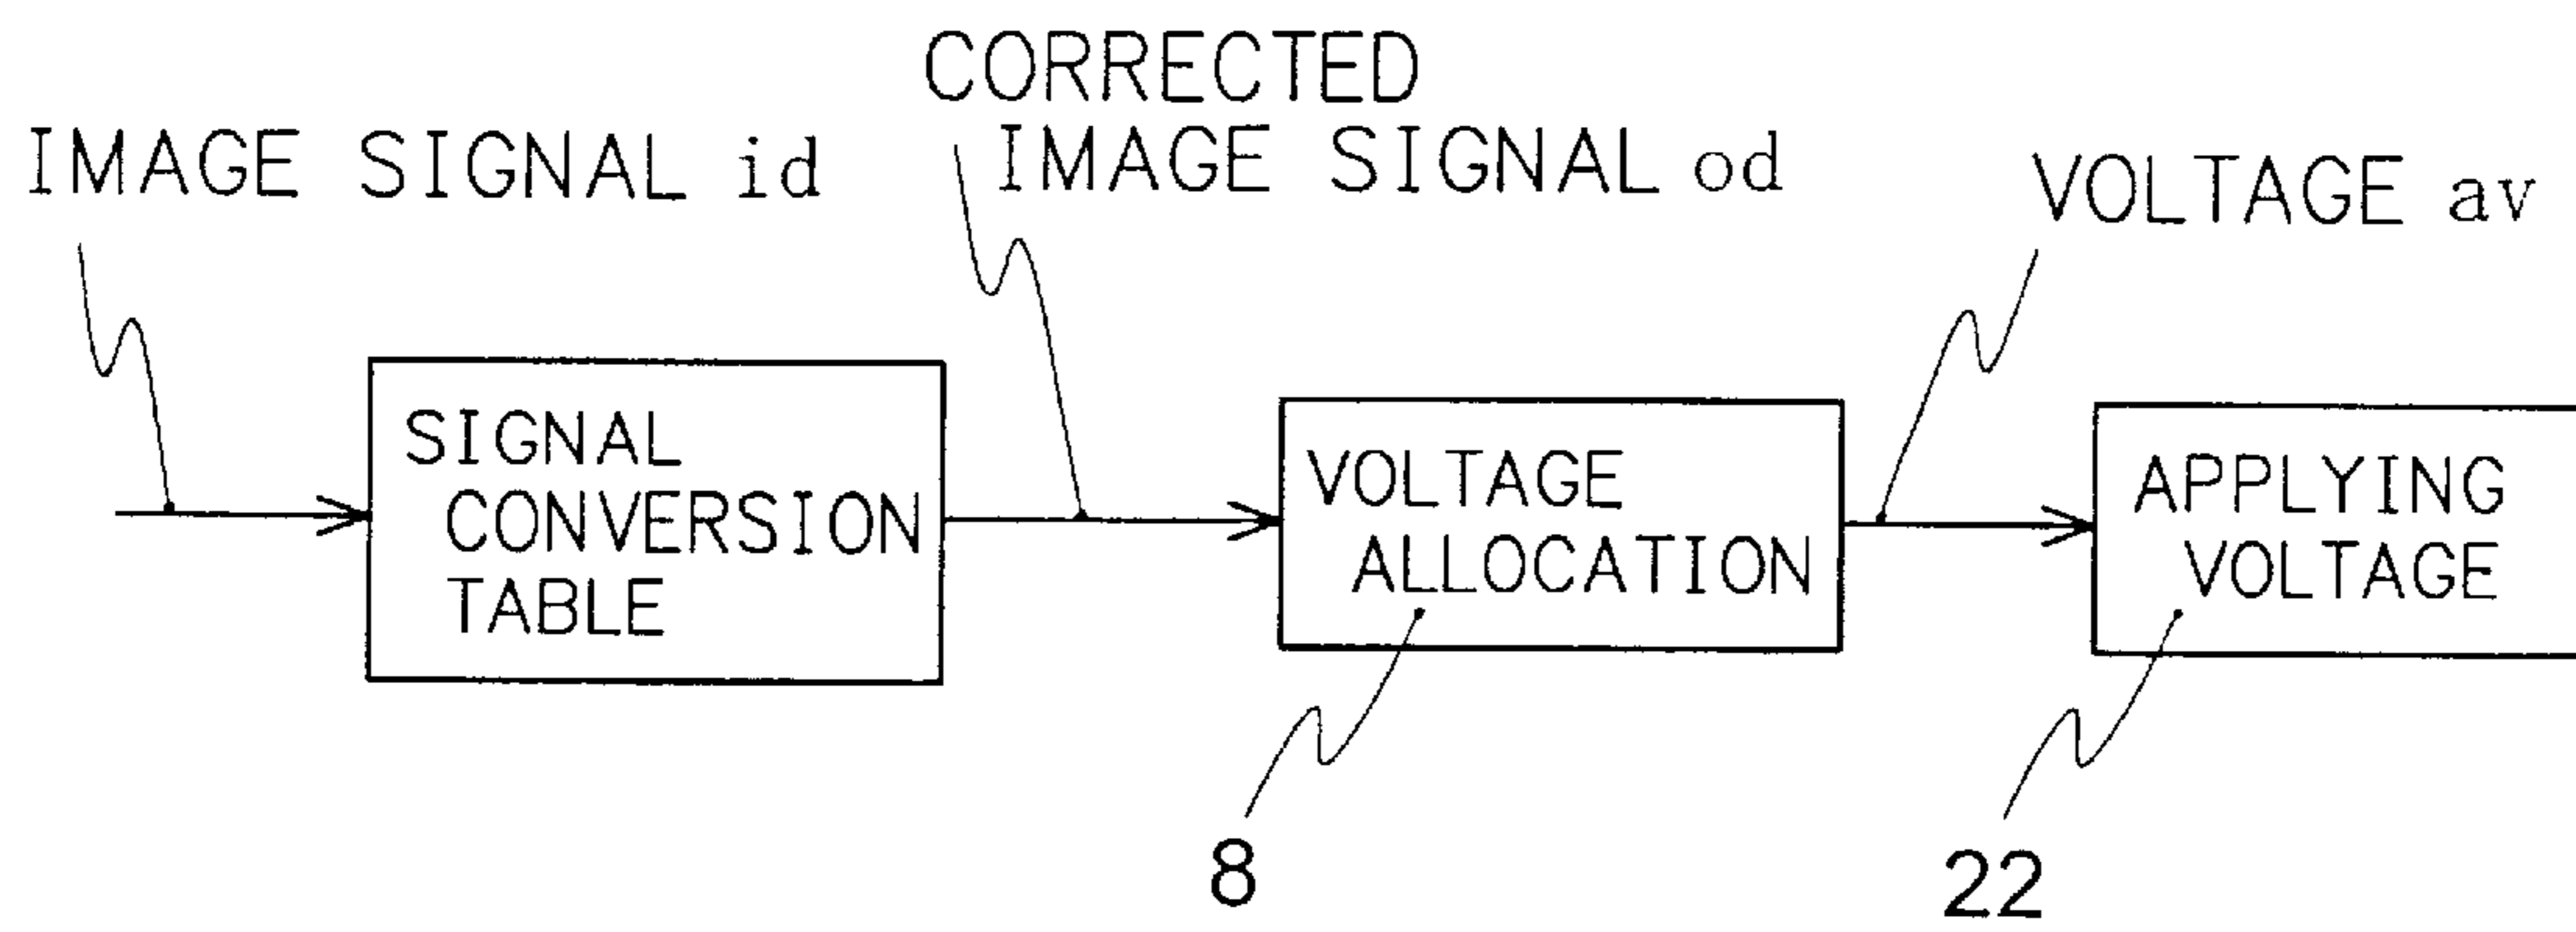 IMAGE SIGNAL id
CORRECTED
IMAGE SIGNAL od
VOLTAGE av
SIGNAL
CONVERSION
TABLE
VOLTAGE
ALLOCATION
APPLYING
VOLTAGE
8
22